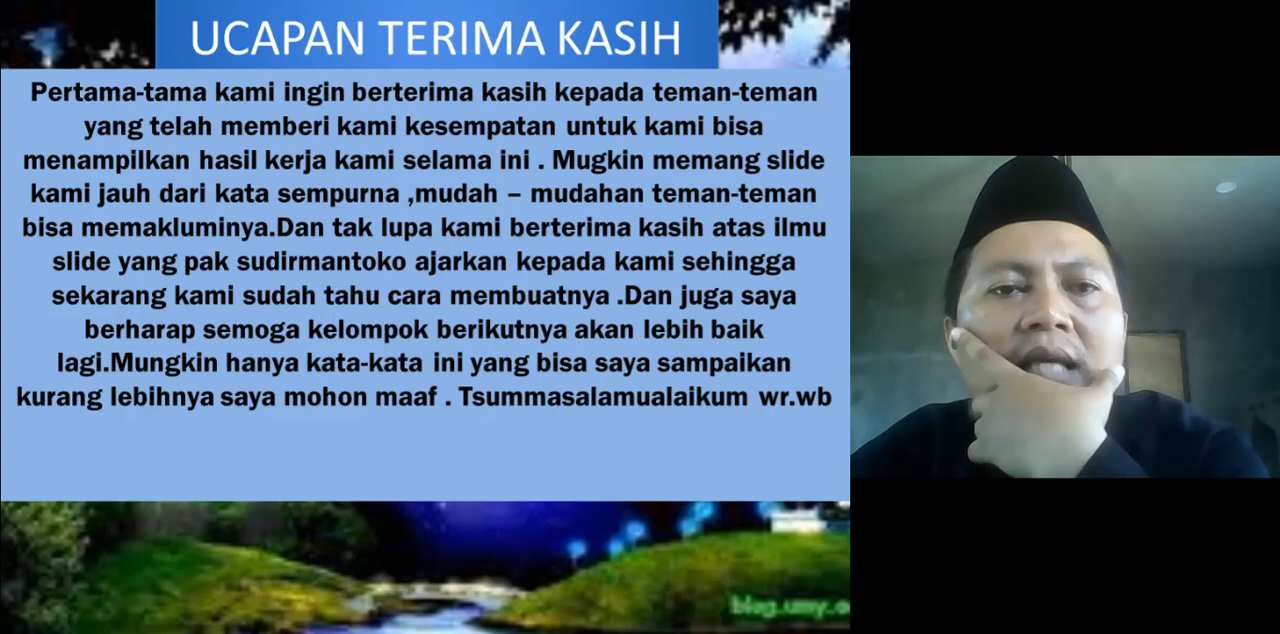 UCAPAN TERIMA KASIH
Pertama-tama kami ingin berterima kasih kepada teman-teman
yang telah memberi kami kesempatan untuk kami bisa
menampilkan hasil kerja kami selama ini . Mugkin memang slide
kami jauh dari kata sempurna ,mudah – mudahan teman-teman
bisa memakluminya.Dan tak lupa kami berterima kasih atas ilmu
slide yang pak sudirmantoko ajarkan kepada kami sehingga
sekarang kami sudah tahu cara membuatnya .Dan juga saya
berharap semoga kelompok berikutnya akan lebih baik
lagi.Mungkin hanya kata-kata ini yang bisa saya sampaikan
kurang lebihnya saya mohon maaf . Tsummasalamualaikum wr.wb